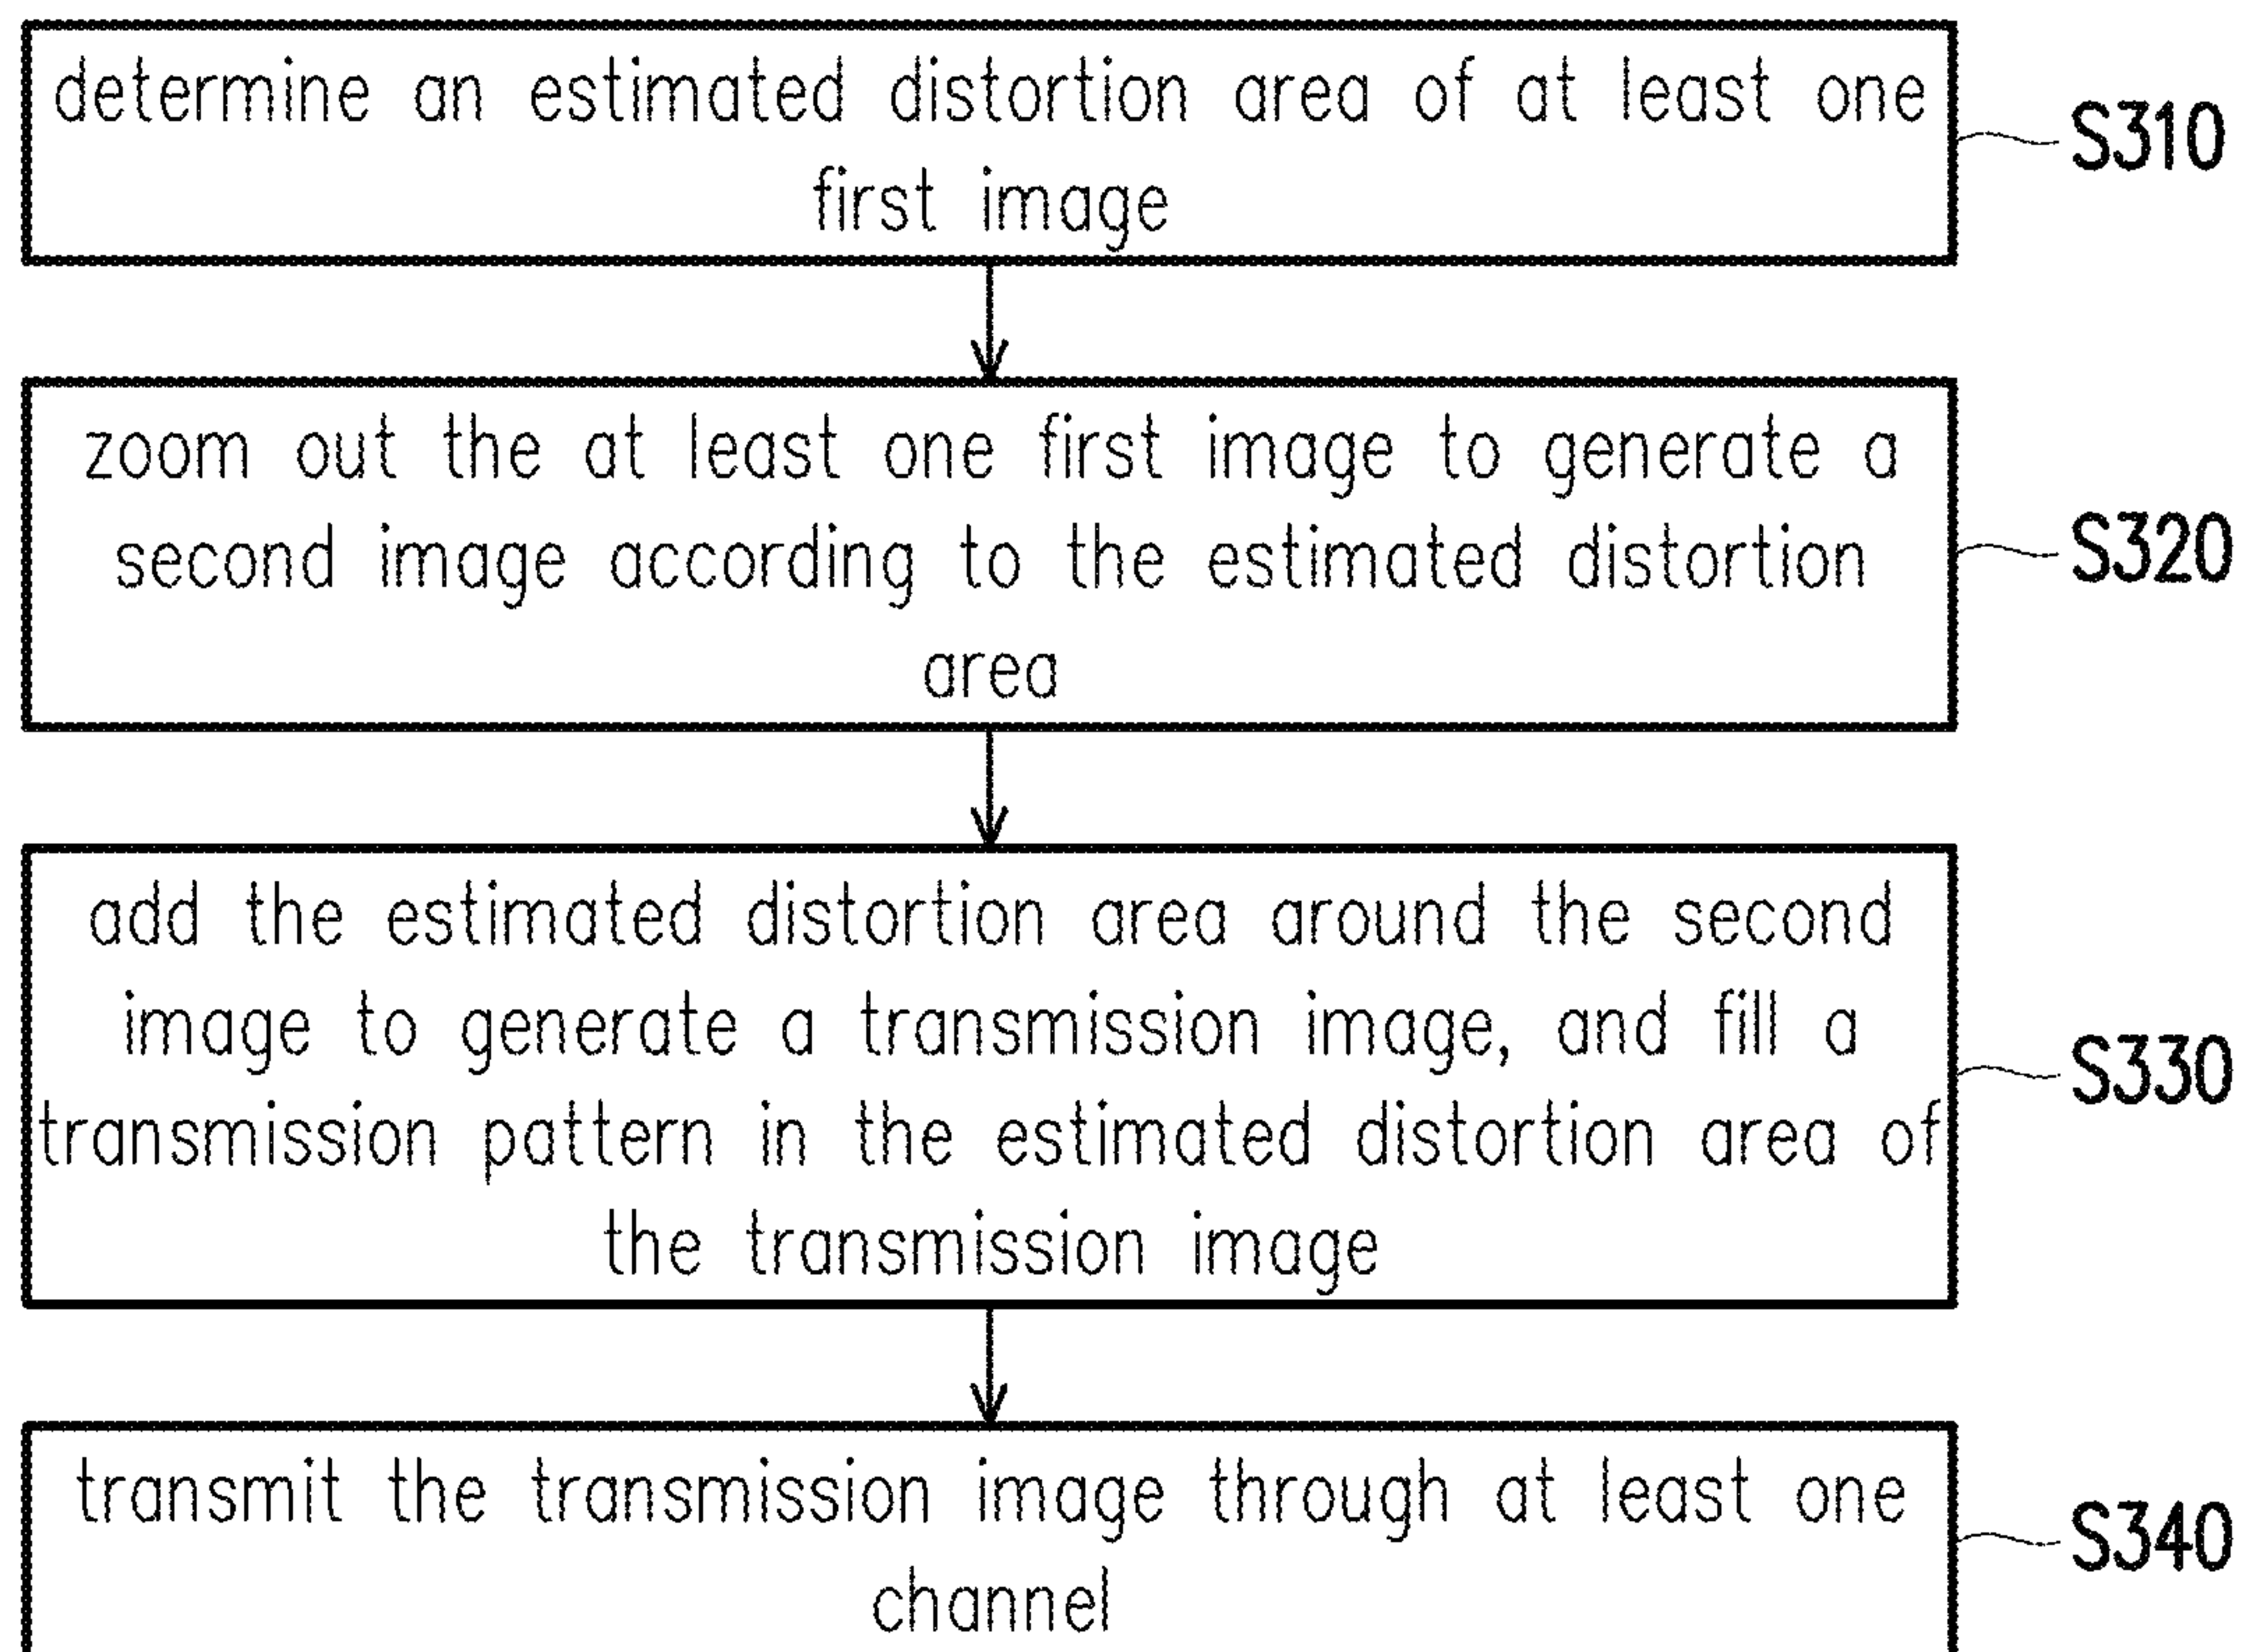 determine an estimated distortion area of at least one
first image
S310
zoom out the at least one first image to generate a
second image according to the estimated distortion
area
S320
add the estimated distortion area around the second
image to generate a transmission image, and fill a
transmission pattern in the estimated distortion area of
the transmission image
S330
transmit the transmission image through at least one
channel
S340